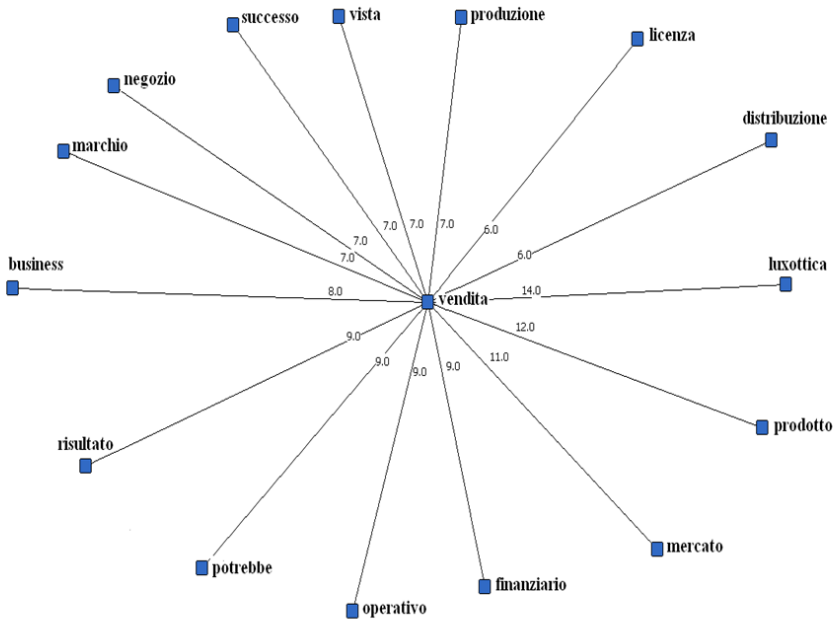 successo
vista
produzione
licenza
negozio
distribuzione
marchio
7.0
7.0
7.0
6.0
7.0
6.0
7.0
business
luxottica
8.0
14.0
vendita
12.0
9.0
11.0
9.0
9.0
9.0
prodotto
risultato
mercato
potrebbe
finanziario
operativo